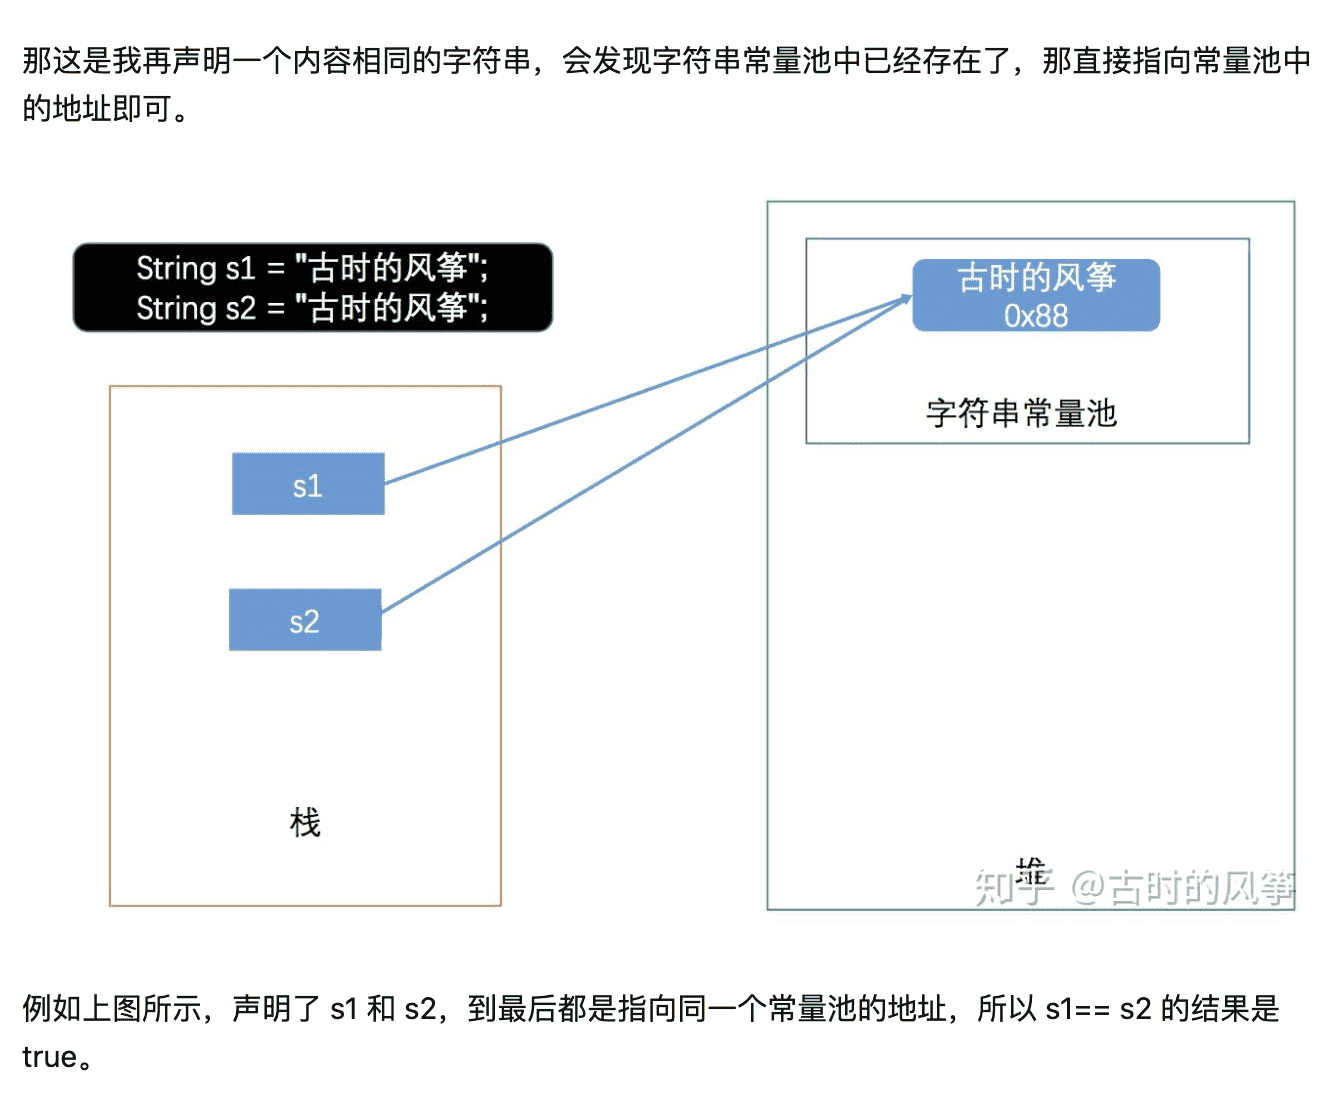 那这是我再声明一个内容相同的字符串，会发现字符串常量池中已经存在了，那直接指向常量池中
的地址即可。
String s1 = "古时的风筝";
String s2 = "古时的风筝";
古时的风筝
0x88
字符串常量池
s1
s2
栈
堆
知乎 @古时的风筝
例如上图所示，声明了 s1 和 s2，到最后都是指向同一个常量池的地址，所以 s1== s2 的结果是
true。